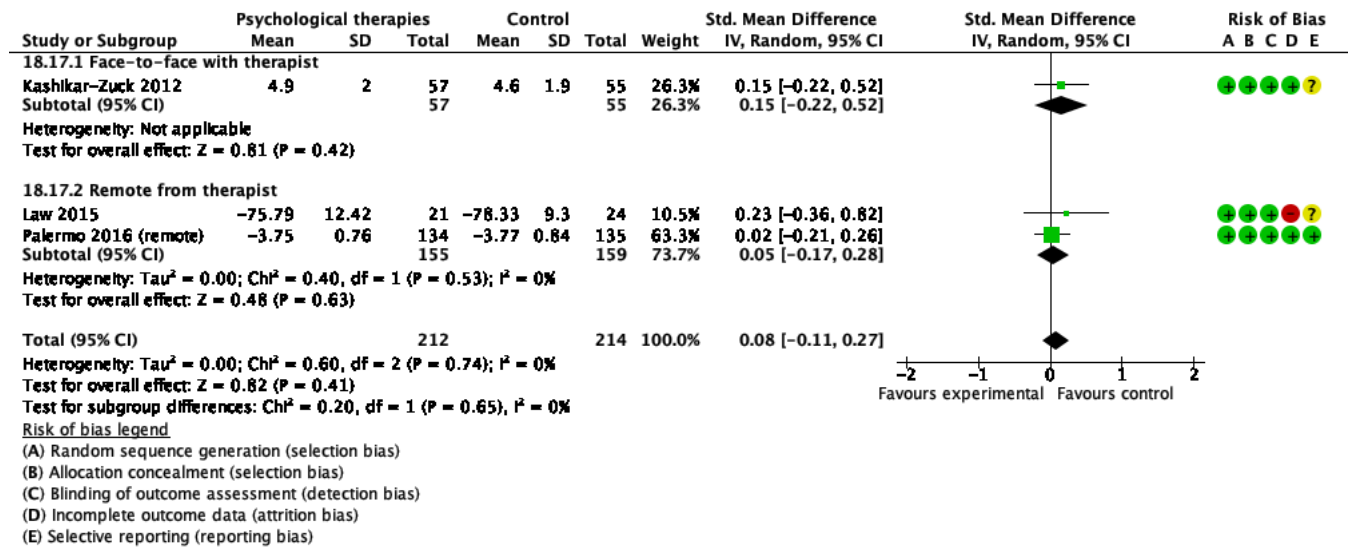 Psychological therapies Control Std. Mean Difference Std. Mean Difference Risk of Bias
Study or Subgroup Mean SD Total Mean SD Total Weight IV, Random, 95% CI IV, Random, 95% CI A B C D E
18.17.1 Face-to-face with therapist
Kashikar-Zuck 2012 4.9 2 57 4.6 1.9 55 26.3% 0.15 [-0.22, 0.52] + + + + ?
Subtotal (95% CI) 57 55 26.3% 0.15 [-0.22, 0.52]
Heterogeneity: Not applicable
Test for overall effect: Z = 0.81 (P = 0.42)
18.17.2 Remote from therapist
Law 2015 -75.79 12.42 21 -78.33 9.3 24 10.5% 0.23 [-0.36, 0.82] + + + - ?
Palermo 2016 (remote) -3.75 0.76 134 -3.77 0.84 135 63.3% 0.02 [-0.21, 0.26] + + + + +
Subtotal (95% CI) 155 159 73.7% 0.05 [-0.17, 0.28]
Heterogeneity: Tau² = 0.00; Chi² = 0.40, df = 1 (P = 0.53); I² = 0%
Test for overall effect: Z = 0.48 (P = 0.63)
Total (95% CI) 212 214 100.0% 0.08 [-0.11, 0.27]
Heterogeneity: Tau² = 0.00; Chi² = 0.60, df = 2 (P = 0.74); I² = 0%
-2 -1 0 1 2
Test for overall effect: Z = 0.82 (P = 0.41)
Favours experimental Favours control
Test for subgroup differences: Chi² = 0.20, df = 1 (P = 0.65), I² = 0%
Risk of bias legend
(A) Random sequence generation (selection bias)
(B) Allocation concealment (selection bias)
(C) Blinding of outcome assessment (detection bias)
(D) Incomplete outcome data (attrition bias)
(E) Selective reporting (reporting bias)